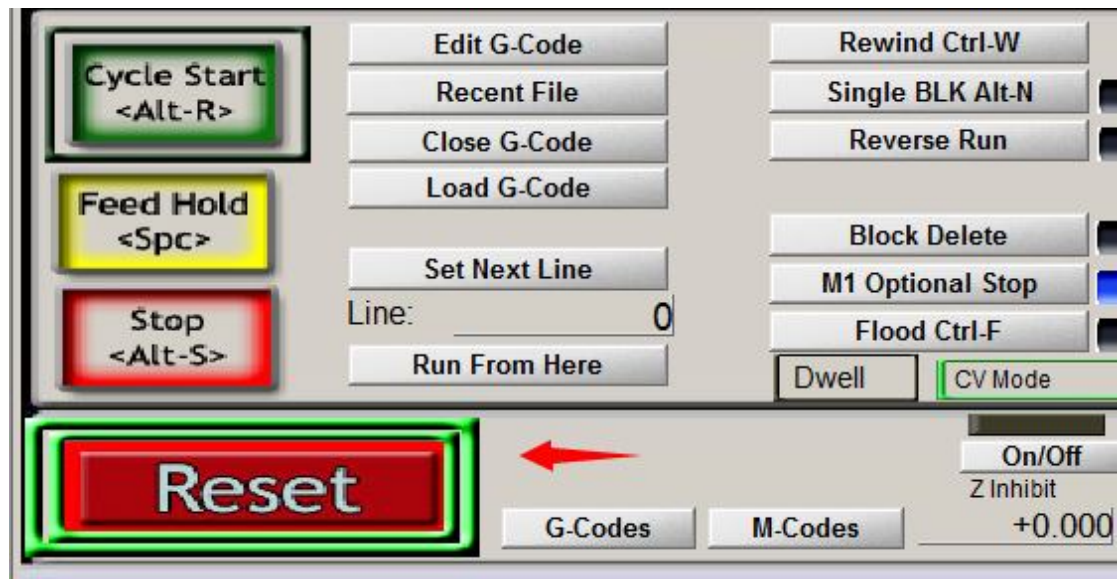 Cycle Start
<Alt-R>
Feed Hold
<Spc>
Stop
<Alt-S>
Edit G-Code
Recent File
Close G-Code
Load G-Code
Set Next Line
Line: 0
Run From Here
Rewind Ctrl-W
Single BLK Alt-N
Reverse Run
Block Delete
M1 Optional Stop
Flood Ctrl-F
Dwell
CV Mode
Reset
G-Codes
M-Codes
On/Off
Z Inhibit
+0.000